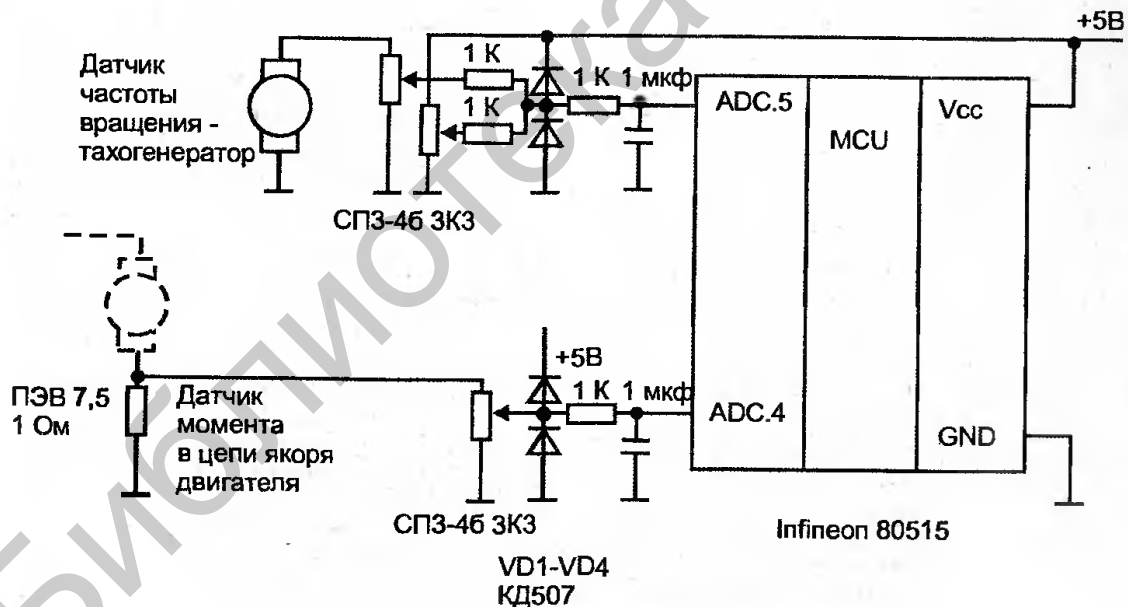 +5В
Датчик
частоты
вращения -
тахогенератор
1 К
1 К
1 К 1 мкф
ADC.5
MCU
Vcc
СП3-4б 3К3
ПЭВ 7,5
1 Ом
Датчик
момента
в цепи якоря
двигателя
+5В
1 К 1 мкф
ADC.4
GND
СП3-4б 3К3
Infineon 80515
VD1-VD4
КД507
Библиотека